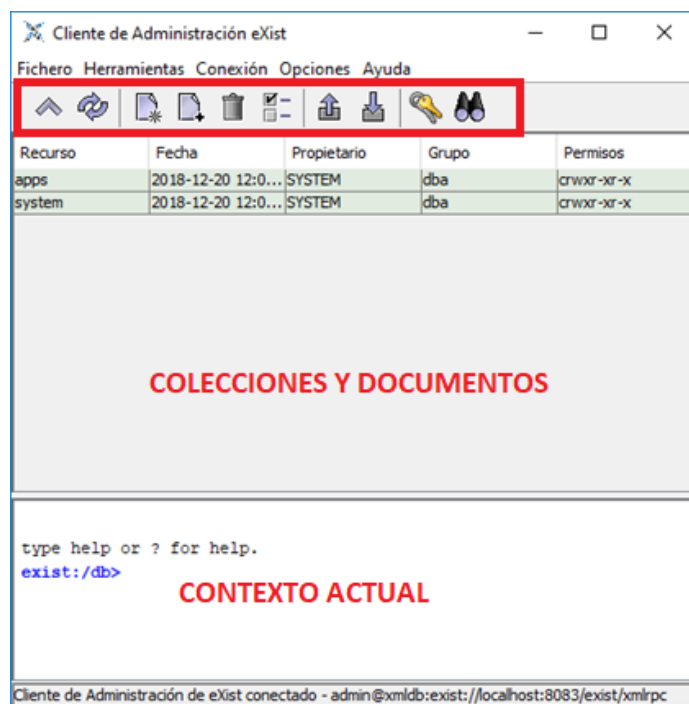 Cliente de Administración eXist
Fichero Herramientas Conexión Opciones Ayuda
Recurso Fecha Propietario Grupo Permisos
apps 2018-12-20 12:0... SYSTEM dba crwxr-xr-x
system 2018-12-20 12:0... SYSTEM dba crwxr-xr-x
COLECCIONES Y DOCUMENTOS
type help or ? for help.
exist:/db>
CONTEXTO ACTUAL
Cliente de Administración de eXist conectado - admin@xmldb:exist://localhost:8083/exist/xmlrpc